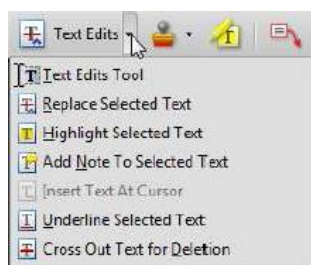 Text Edits
Text Edits Tool
Replace Selected Text
Highlight Selected Text
Add Note To Selected Text
Insert Text At Cursor
Underline Selected Text
Cross Out Text for Deletion